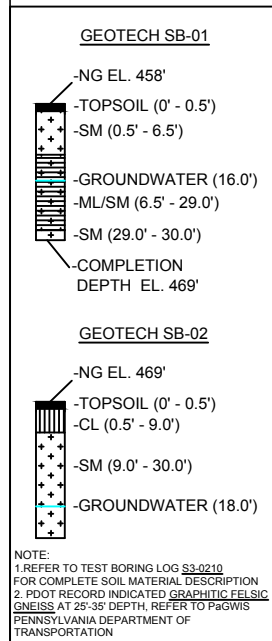 GEOTECH SB-01
-NG EL. 458'
-TOPSOIL (0' - 0.5')
-SM (0.5' - 6.5')
-GROUNDWATER (16.0')
-ML/SM (6.5' - 29.0')
-SM (29.0' - 30.0')
-COMPLETION
DEPTH EL. 469'
GEOTECH SB-02
-NG EL. 469'
-TOPSOIL (0' - 0.5')
-CL (0.5' - 9.0')
-SM (9.0' - 30.0')
-GROUNDWATER (18.0')
NOTE:
1.REFER TO TEST BORING LOG S3-0210
FOR COMPLETE SOIL MATERIAL DESCRIPTION
2. PDOT RECORD INDICATED GRAPHITIC FELSIC
GNEISS AT 25'-35' DEPTH, REFER TO PaGWIS
PENNSYLVANIA DEPARTMENT OF
TRANSPORTATION